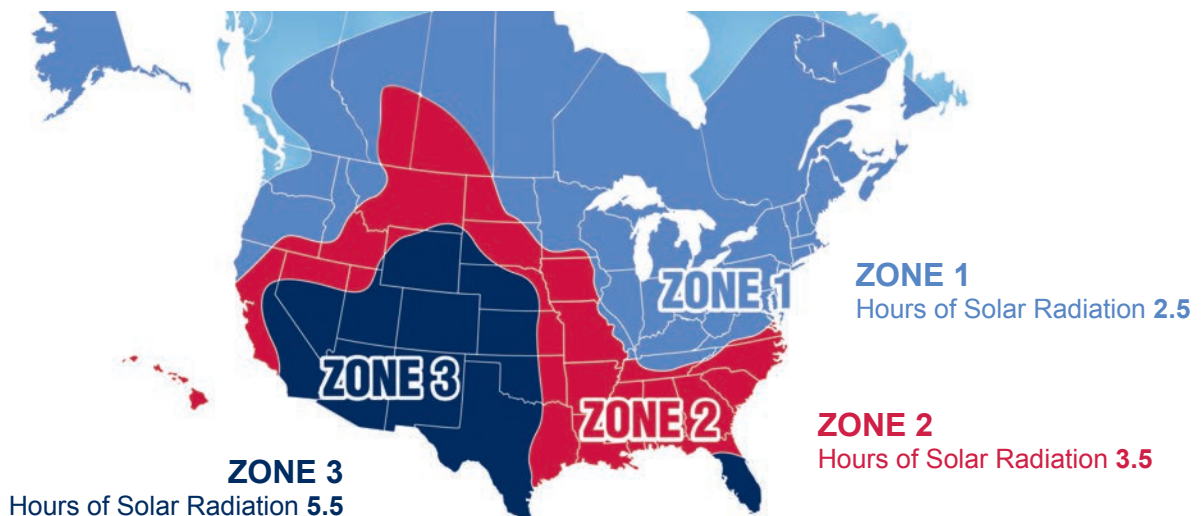 ZONE 1
ZONE 1
Hours of Solar Radiation 2.5
ZONE 3
ZONE 2
ZONE 2
Hours of Solar Radiation 3.5
ZONE 3
Hours of Solar Radiation 5.5